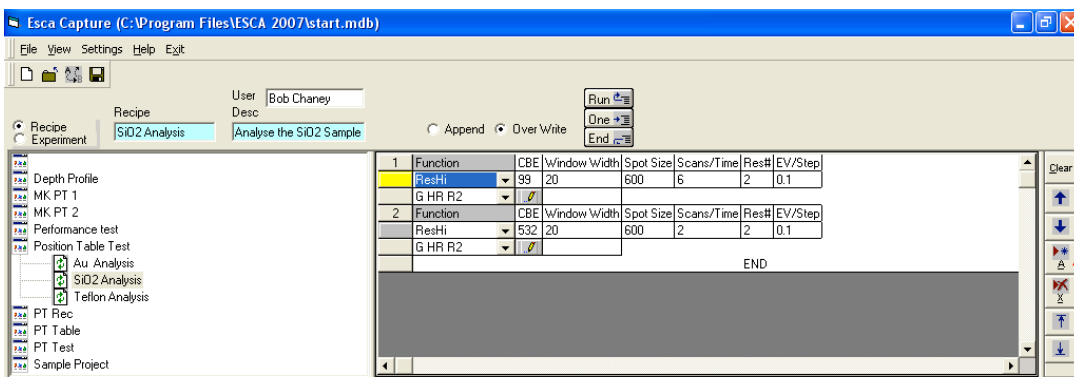 Esca Capture (C:\Program Files\ESCA 2007\start.mdb)
File View Settings Help Exit
User Bob Chaney
Run
Recipe Desc
One
Recipe
Experiment
SiO2 Analysis
Analyse the SiO2 Sample
Append Over Write
End
Depth Profile
MK PT 1
MK PT 2
Performance test
Position Table Test
Au Analysis
SiO2 Analysis
Teflon Analysis
PT Rec
PT Table
PT Test
Sample Project
1 Function CBE Window Width Spot Size Scans/Time Res# EV/Step
ResHi 99 20 600 6 2 0.1
G HR R2
2 Function CBE Window Width Spot Size Scans/Time Res# EV/Step
ResHi 532 20 600 2 2 0.1
G HR R2
END
Clear
A
X